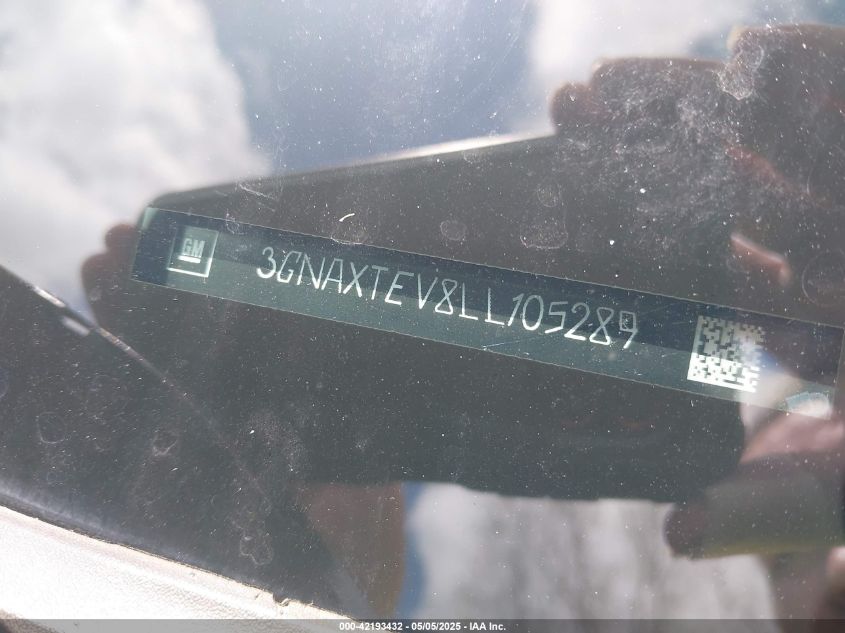 GM
3GNAXTEV8LL105289
000-42193432 - 05/05/2025 - IAA Inc.